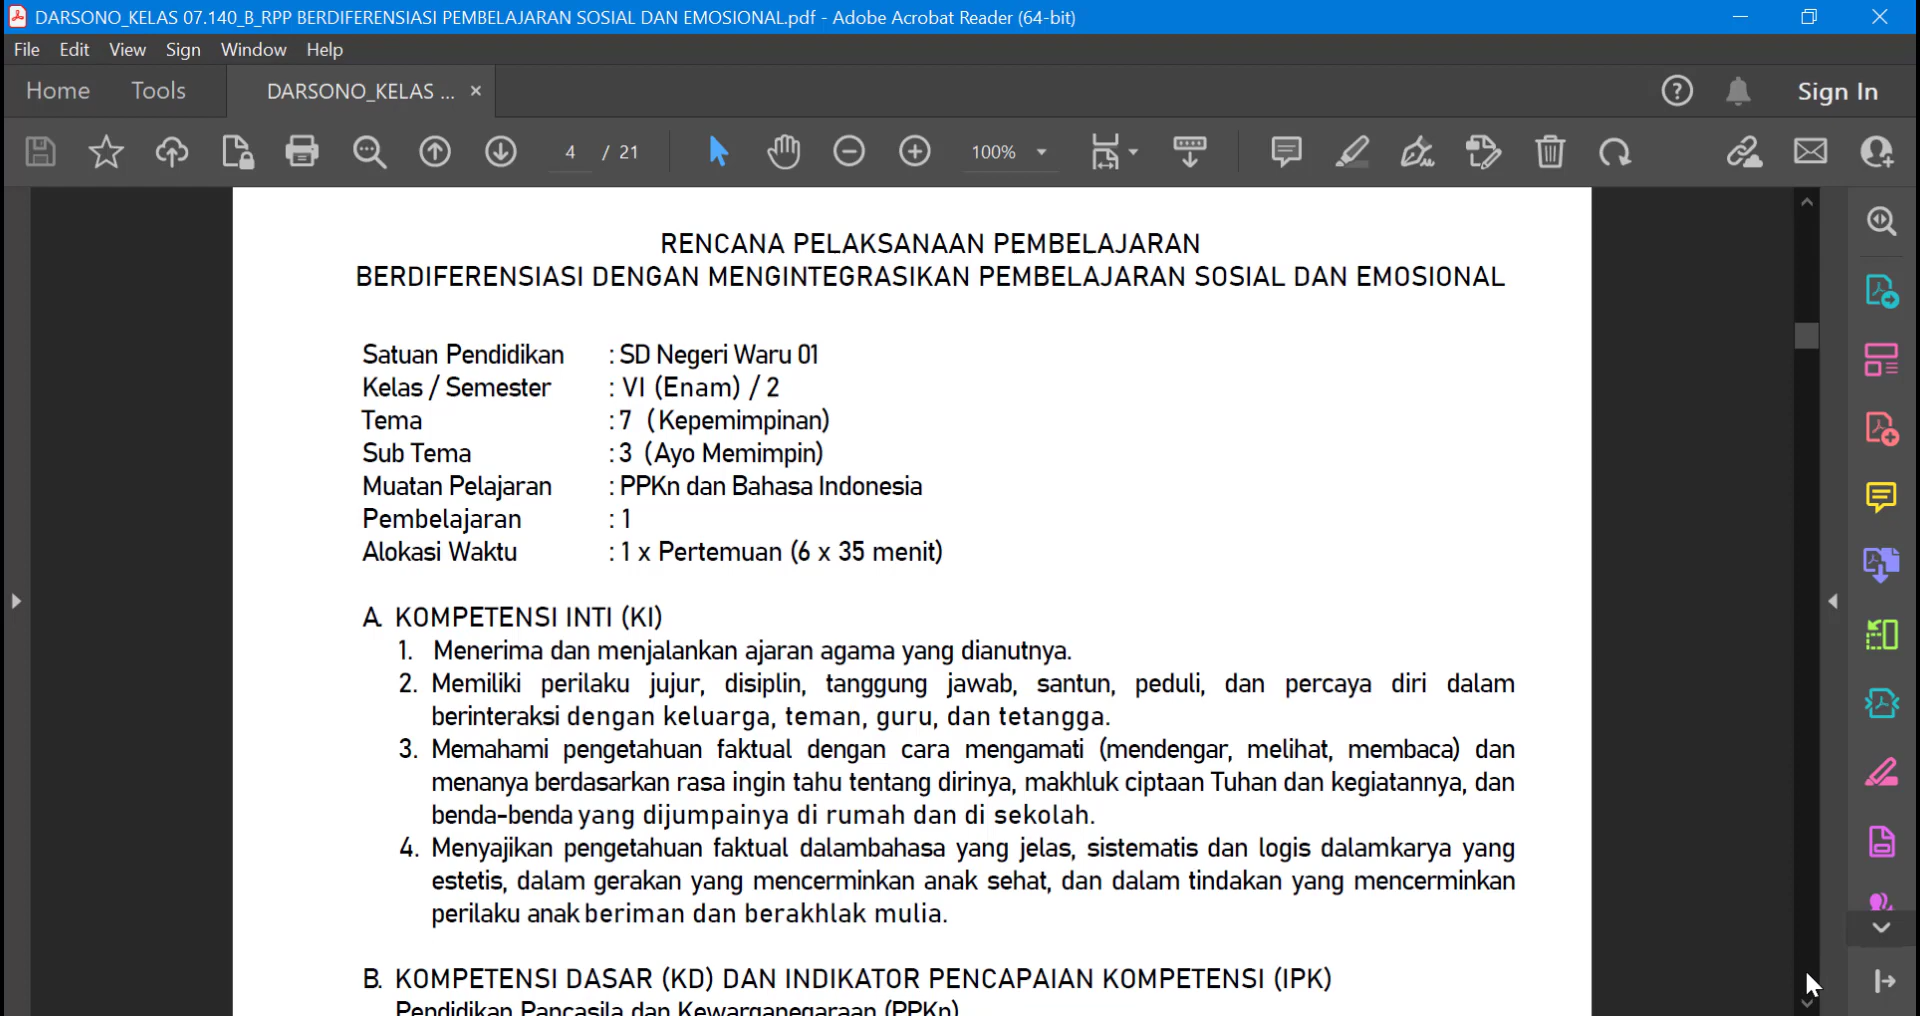 DARSONO_KELAS 07.140_B_RPP BERDIFERENSIASI PEMBELAJARAN SOSIAL DAN EMOSIONAL.pdf - Adobe Acrobat Reader (64-bit)
File Edit View Sign Window Help
Home Tools DARSONO_KELAS ... × Sign In
4 / 21 100%
RENCANA PELAKSANAAN PEMBELAJARAN
BERDIFERENSIASI DENGAN MENGINTEGRASIKAN PEMBELAJARAN SOSIAL DAN EMOSIONAL
Satuan Pendidikan : SD Negeri Waru 01
Kelas / Semester : VI (Enam) / 2
Tema : 7 (Kepemimpinan)
Sub Tema : 3 (Ayo Memimpin)
Muatan Pelajaran : PPKn dan Bahasa Indonesia
Pembelajaran : 1
Alokasi Waktu : 1 x Pertemuan (6 x 35 menit)
A. KOMPETENSI INTI (KI)
1. Menerima dan menjalankan ajaran agama yang dianutnya.
2. Memiliki perilaku jujur, disiplin, tanggung jawab, santun, peduli, dan percaya diri dalam
berinteraksi dengan keluarga, teman, guru, dan tetangga.
3. Memahami pengetahuan faktual dengan cara mengamati (mendengar, melihat, membaca) dan
menanya berdasarkan rasa ingin tahu tentang dirinya, makhluk ciptaan Tuhan dan kegiatannya, dan
benda-benda yang dijumpainya di rumah dan di sekolah.
4. Menyajikan pengetahuan faktual dalambahasa yang jelas, sistematis dan logis dalamkarya yang
estetis, dalam gerakan yang mencerminkan anak sehat, dan dalam tindakan yang mencerminkan
perilaku anak beriman dan berakhlak mulia.
B. KOMPETENSI DASAR (KD) DAN INDIKATOR PENCAPAIAN KOMPETENSI (IPK)
Pendidikan Pancasila dan Kewarganegaraan (PPKn)